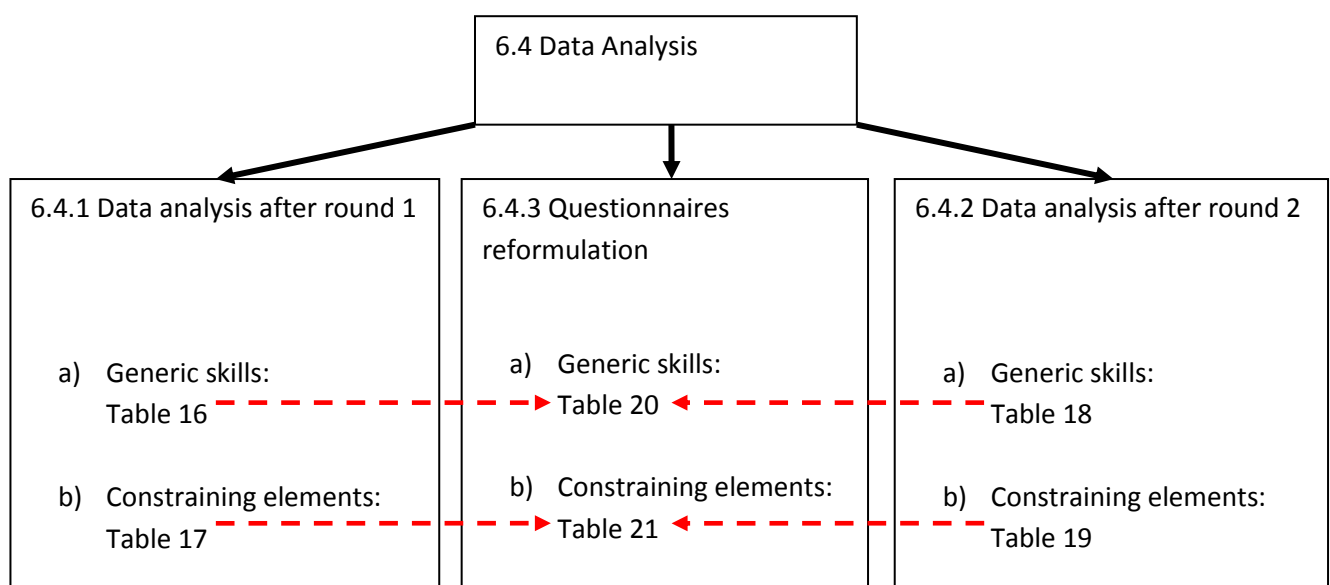 6.4 Data Analysis
6.4.1 Data analysis after round 1
a) Generic skills:
Table 16
b) Constraining elements:
Table 17
6.4.3 Questionnaires
reformulation
a) Generic skills:
Table 20
b) Constraining elements:
Table 21
6.4.2 Data analysis after round 2
a) Generic skills:
Table 18
b) Constraining elements:
Table 19